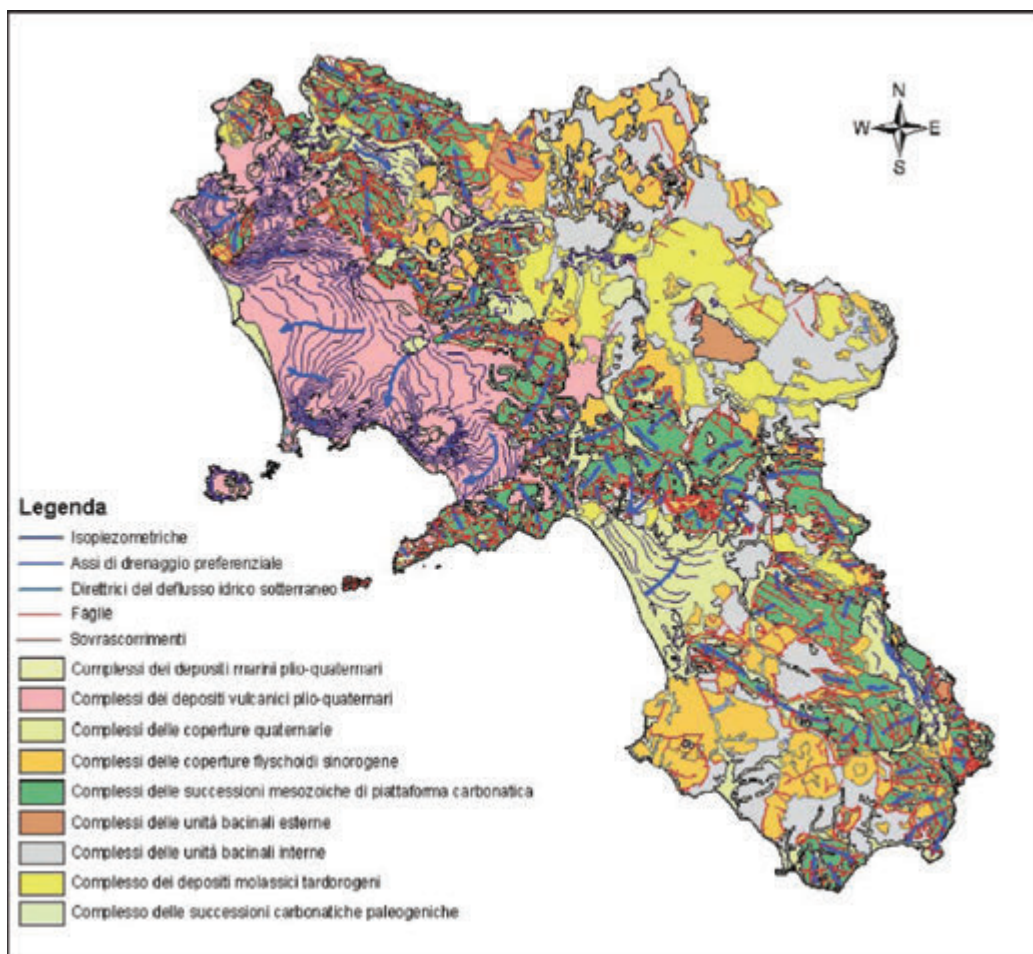 N
W E
S
Legenda
Isopiezometriche
Assi di drenaggio preferenziale
Direttrici del deflusso idrico sotterraneo
Faglie
Sovrascorrimenti
Complessi dei depositi marini plio-quaternari
Complessi dei depositi vulcanici plio-quaternari
Complessi delle coperture quaternarie
Complessi delle coperture flyschoidi sinorogene
Complessi delle successioni mesozoiche di piattaforma carbonatica
Complessi delle unità bacinali esterne
Complessi delle unità bacinali interne
Complesso dei depositi molassici tardorogeni
Complesso delle successioni carbonatiche paleogeniche